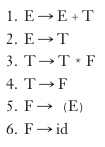 1. E → E + T
2. E → T
3. T → T * F
4. T → F
5. F → (E)
6. F → id